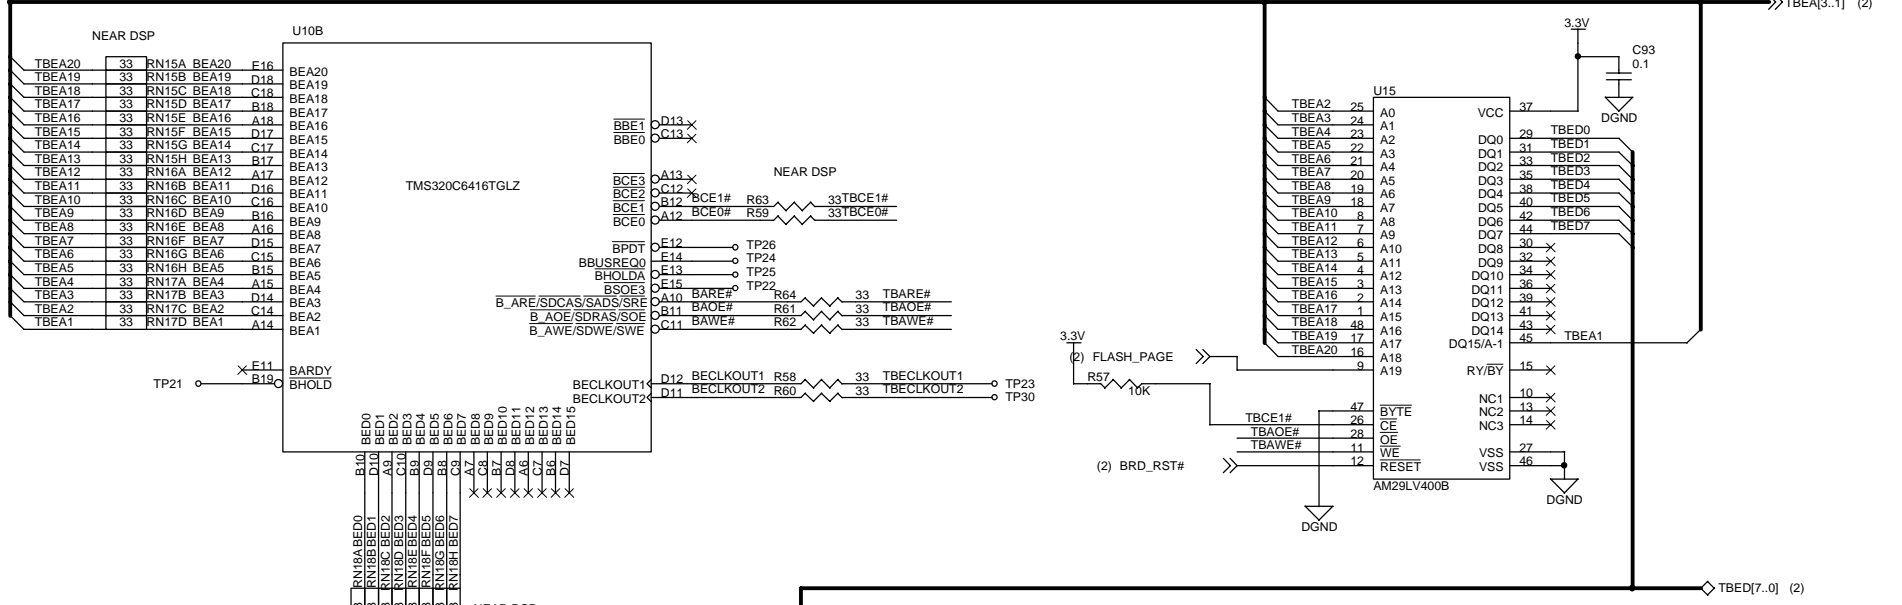 TBEA[3..1] (2)
NEAR DSP
U10B
TBEA20 33 RN15A BEA20 E16 BEA20
TBEA19 33 RN15B BEA19 D18 BEA19
TBEA18 33 RN15C BEA18 C18 BEA18
TBEA17 33 RN15D BEA17 B18 BEA17
TBEA16 33 RN15E BEA16 A18 BEA16
TBEA15 33 RN15F BEA15 D17 BEA15
TBEA14 33 RN15G BEA14 C17 BEA14
TBEA13 33 RN15H BEA13 B17 BEA13
TBEA12 33 RN16A BEA12 A17 BEA12
TBEA11 33 RN16B BEA11 D16 BEA11
TBEA10 33 RN16C BEA10 C16 BEA10
TBEA9 33 RN16D BEA9 B16 BEA9
TBEA8 33 RN16E BEA8 A16 BEA8
TBEA7 33 RN16F BEA7 D15 BEA7
TBEA6 33 RN16G BEA6 C15 BEA6
TBEA5 33 RN16H BEA5 B15 BEA5
TBEA4 33 RN17A BEA4 A15 BEA4
TBEA3 33 RN17B BEA3 D14 BEA3
TBEA2 33 RN17C BEA2 C14 BEA2
TBEA1 33 RN17D BEA1 A14 BEA1
E11 BARDY
TP21 B19 BHOLD
TMS320C6416TGLZ
BBE1 D13
BBE0 C13
BCE3 A13
BCE2 C12
NEAR DSP
BCE1 B12 BCE1# R63 33 TBCE1#
BCE0 A12 BCE0# R59 33 TBCE0#
BPDT E12 TP26
BBUSREQ0 E14 TP24
BHOLDA E13 TP25
BSOE3 E15 TP22
B_ARE/SDCAS/SADS/SRE A10 BARE# R64 33 TBARE#
B_AOE/SDRAS/SOE B11 BAOE# R61 33 TBAOE#
B_AWE/SDWE/SWE C11 BAWE# R62 33 TBAWE#
BECLKOUT1 D12 BECLKOUT1 R58 33 TBECLKOUT1 TP23
BECLKOUT2 D11 BECLKOUT2 R60 33 TBECLKOUT2 TP30
BED0 B10 RN18A BED0
BED1 D10 RN18B BED1
BED2 A9 RN18C BED2
BED3 C10 RN18D BED3
BED4 B9 RN18E BED4
BED5 D9 RN18F BED5
BED6 B8 RN18G BED6
BED7 C9 RN18H BED7
BED8 A7
BED9 C8
BED10 B7
BED11 D8
BED12 A6
BED13 C7
BED14 B6
BED15 D7
3.3V
C93
0.1
DGND
U15
TBEA2 25 A0
TBEA3 24 A1
TBEA4 23 A2
TBEA5 22 A3
TBEA6 21 A4
TBEA7 20 A5
TBEA8 19 A6
TBEA9 18 A7
TBEA10 8 A8
TBEA11 7 A9
TBEA12 6 A10
TBEA13 5 A11
TBEA14 4 A12
TBEA15 3 A13
TBEA16 2 A14
TBEA17 1 A15
TBEA18 48 A16
TBEA19 17 A17
TBEA20 16 A18
9 A19
VCC 37
DQ0 29 TBED0
DQ1 31 TBED1
DQ2 33 TBED2
DQ3 35 TBED3
DQ4 38 TBED4
DQ5 40 TBED5
DQ6 42 TBED6
DQ7 44 TBED7
DQ8 30
DQ9 32
DQ10 34
DQ11 36
DQ12 39
DQ13 41
DQ14 43
DQ15/A-1 45 TBEA1
RY/BY 15
NC1 10
NC2 13
NC3 14
VSS 27
VSS 46
DGND
3.3V
(2) FLASH_PAGE
R57
10K
47 BYTE
TBCE1# 26 CE
TBAOE# 28 OE
TBAWE# 11 WE
(2) BRD_RST# 12 RESET
AM29LV400B
DGND
TBED[7..0] (2)